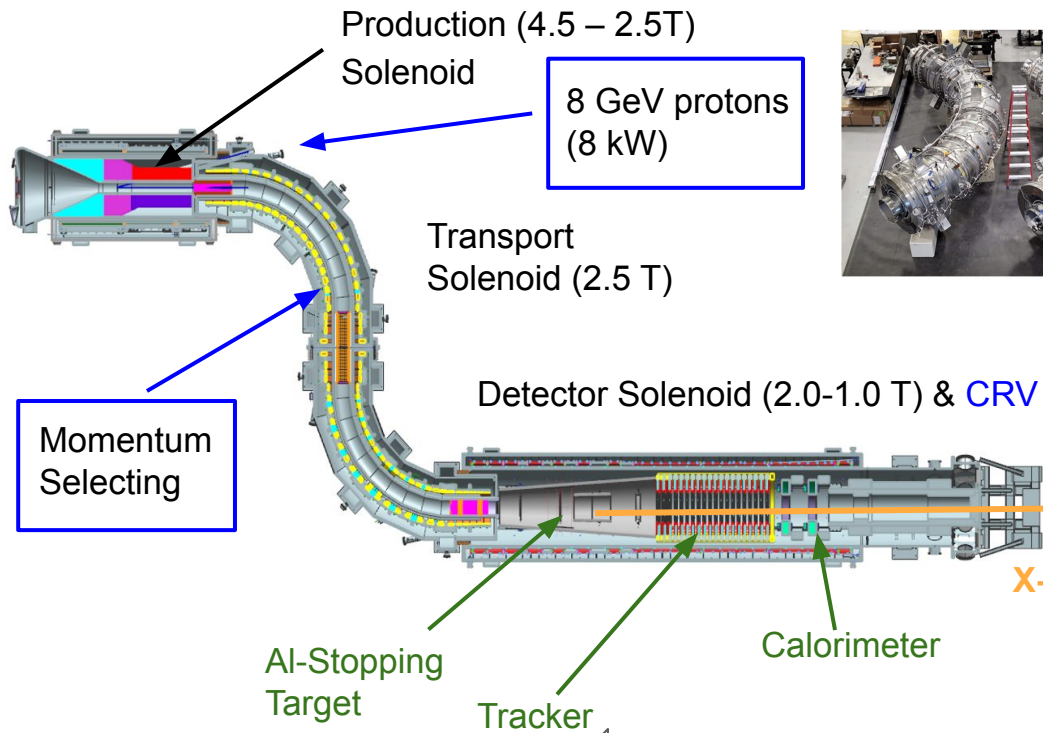 Production (4.5 – 2.5T)
Solenoid
8 GeV protons
(8 kW)
Transport
Solenoid (2.5 T)
Detector Solenoid (2.0-1.0 T) & CRV
Momentum
Selecting
X-
Al-Stopping
Target
Calorimeter
Tracker